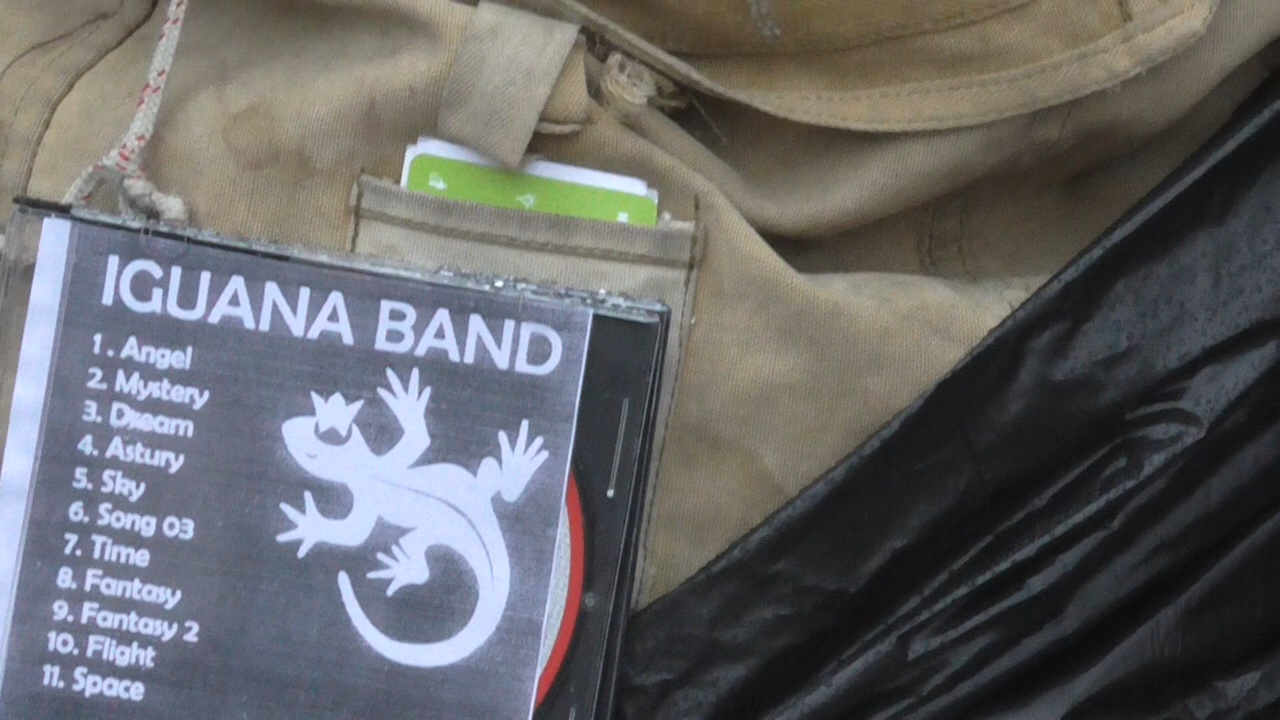 IGUANA BAND
1. Angel
2. Mystery
3. Dream
4. Astury
5. Sky
6. Song 03
7. Time
8. Fantasy
9. Fantasy 2
10. Flight
11. Space